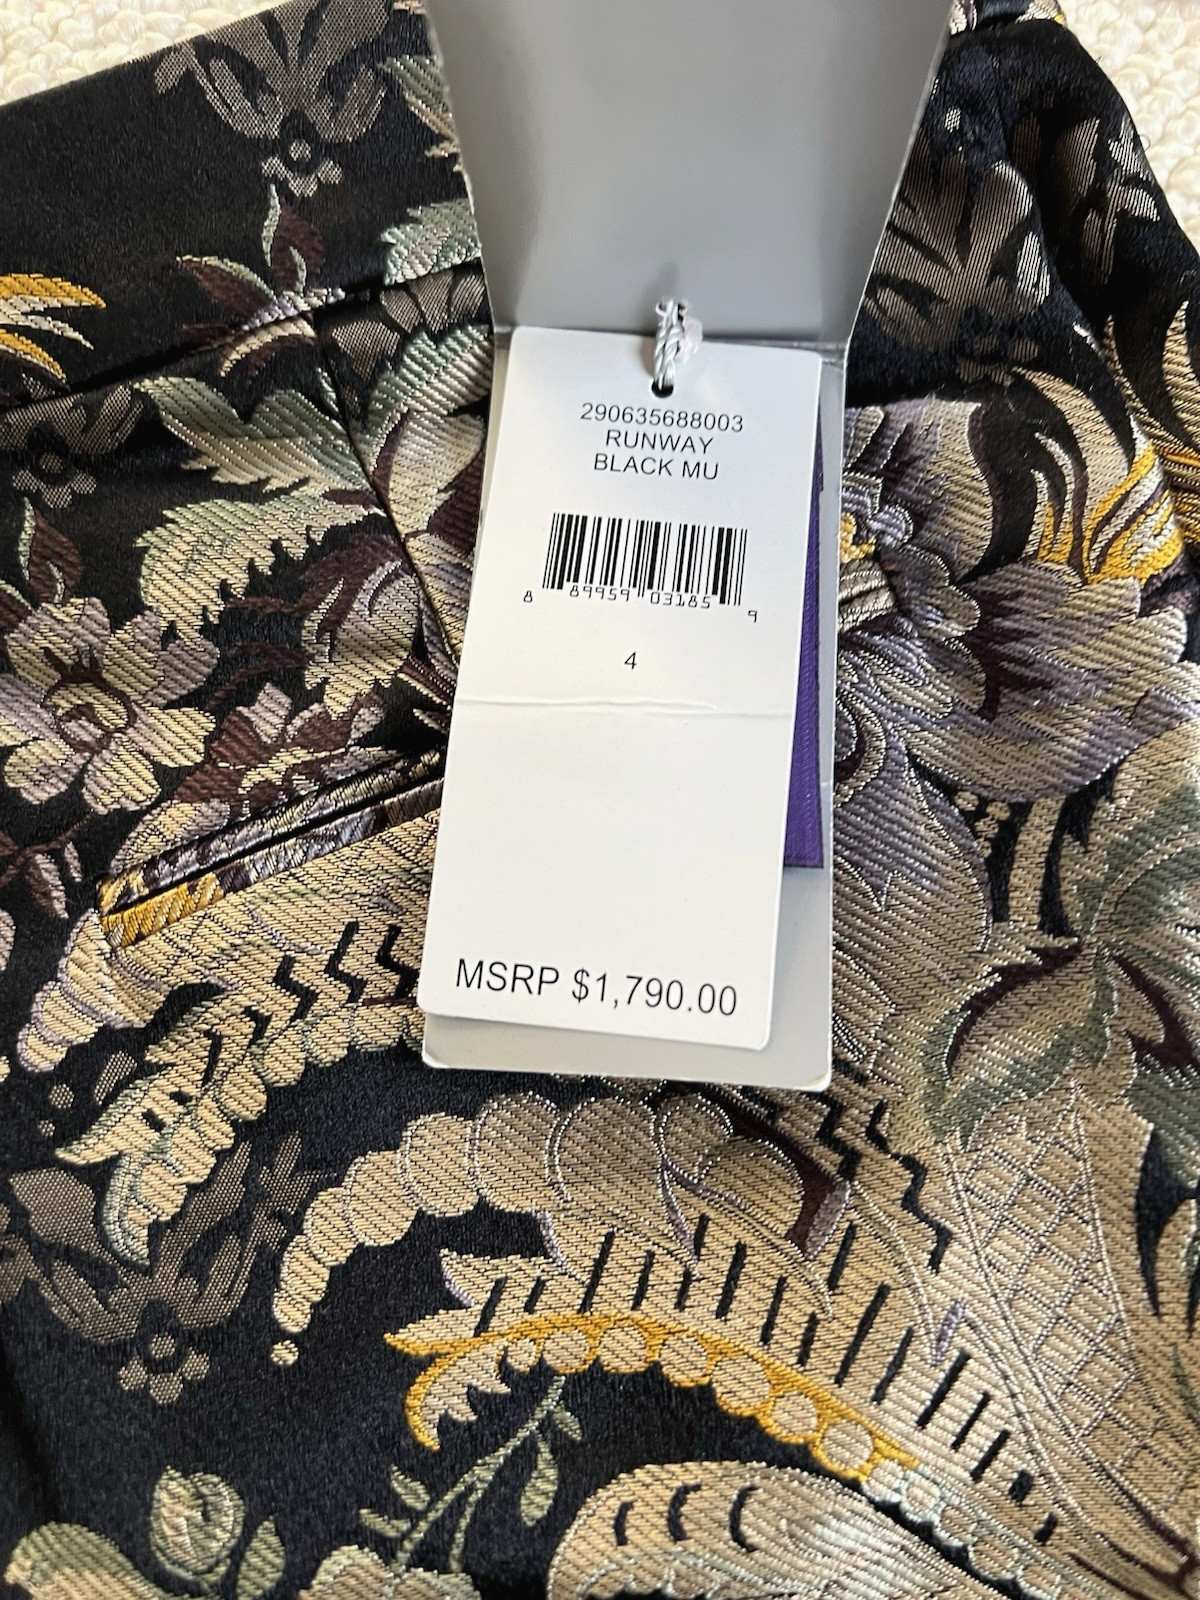 290635688003
RUNWAY
BLACK MU
8 89959 03185 9
4
MSRP $1,790.00